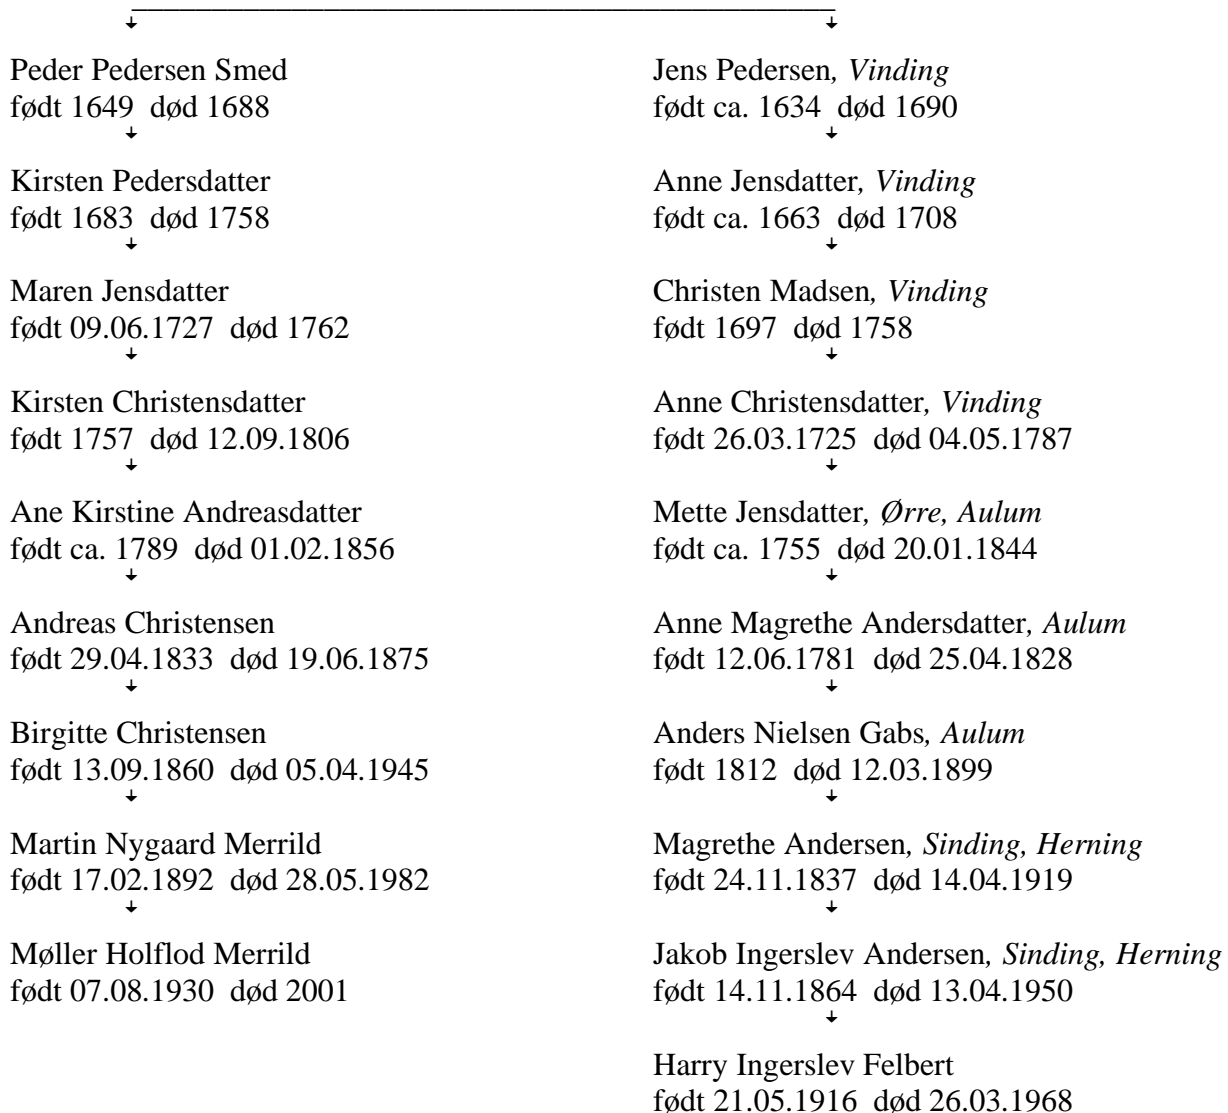 Peder Pedersen Smed
født 1649  død 1688
Kirsten Pedersdatter
født 1683  død 1758
Maren Jensdatter
født 09.06.1727  død 1762
Kirsten Christensdatter
født 1757  død 12.09.1806
Ane Kirstine Andreasdatter
født ca. 1789  død 01.02.1856
Andreas Christensen
født 29.04.1833  død 19.06.1875
Birgitte Christensen
født 13.09.1860  død 05.04.1945
Martin Nygaard Merrild
født 17.02.1892  død 28.05.1982
Møller Holflod Merrild
født 07.08.1930  død 2001
Jens Pedersen, Vinding
født ca. 1634  død 1690
Anne Jensdatter, Vinding
født ca. 1663  død 1708
Christen Madsen, Vinding
født 1697  død 1758
Anne Christensdatter, Vinding
født 26.03.1725  død 04.05.1787
Mette Jensdatter, Ørre, Aulum
født ca. 1755  død 20.01.1844
Anne Magrethe Andersdatter, Aulum
født 12.06.1781  død 25.04.1828
Anders Nielsen Gabs, Aulum
født 1812  død 12.03.1899
Magrethe Andersen, Sinding, Herning
født 24.11.1837  død 14.04.1919
Jakob Ingerslev Andersen, Sinding, Herning
født 14.11.1864  død 13.04.1950
Harry Ingerslev Felbert
født 21.05.1916  død 26.03.1968